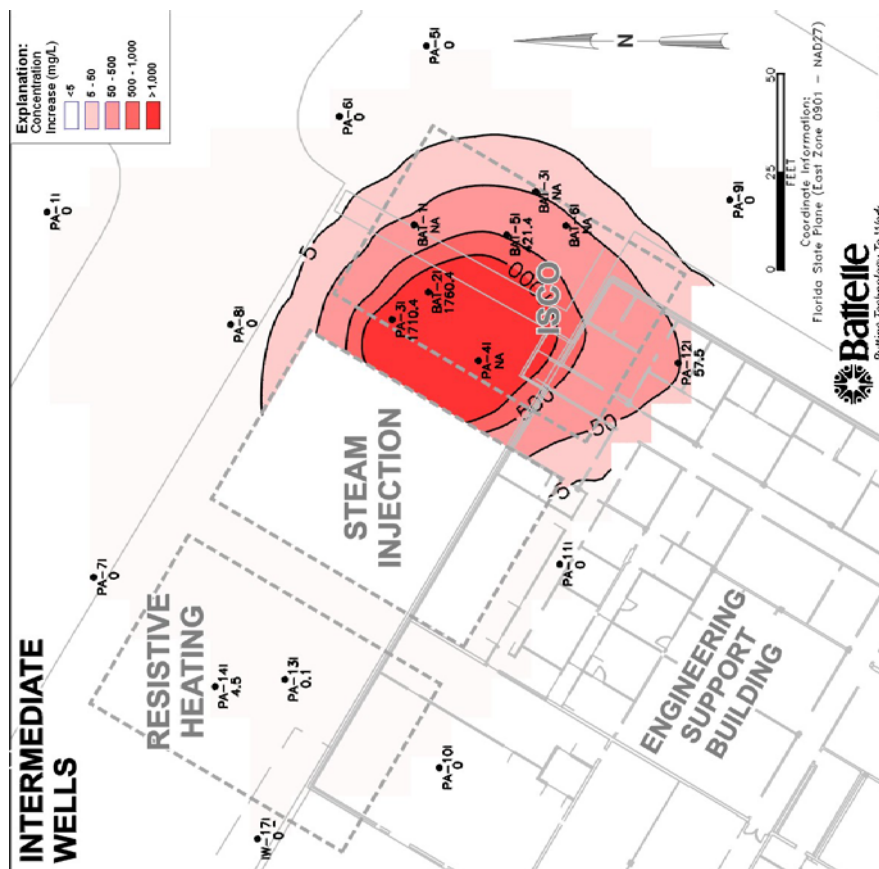 INTERMEDIATE
WELLS
Explanation:
Concentration
Increase (mg/L)
<5
5 - 50
50 - 500
500 - 1,000
>1,000
PA-1I
0
PA-5I
0
PA-6I
0
PA-8I
0
PA-7I
0
N
BAT-1I
NA
BAT-2I
1760.4
PA-3I
1710.4
BAT-3I
NA
BAT-5I
421.4
BAT-6I
NA
PA-4I
NA
ISCO
PA-9I
0
PA-12I
57.5
5
50
500
5
STEAM
INJECTION
RESISTIVE
HEATING
PA-14I
4.5
PA-13I
0.1
PA-11I
0
PA-10I
0
IW-17I
0
ENGINEERING
SUPPORT
BUILDING
0 25 50
FEET
Coordinate Information:
Florida State Plane (East Zone 0901 - NAD27)
Battelle
Putting Technology To Work